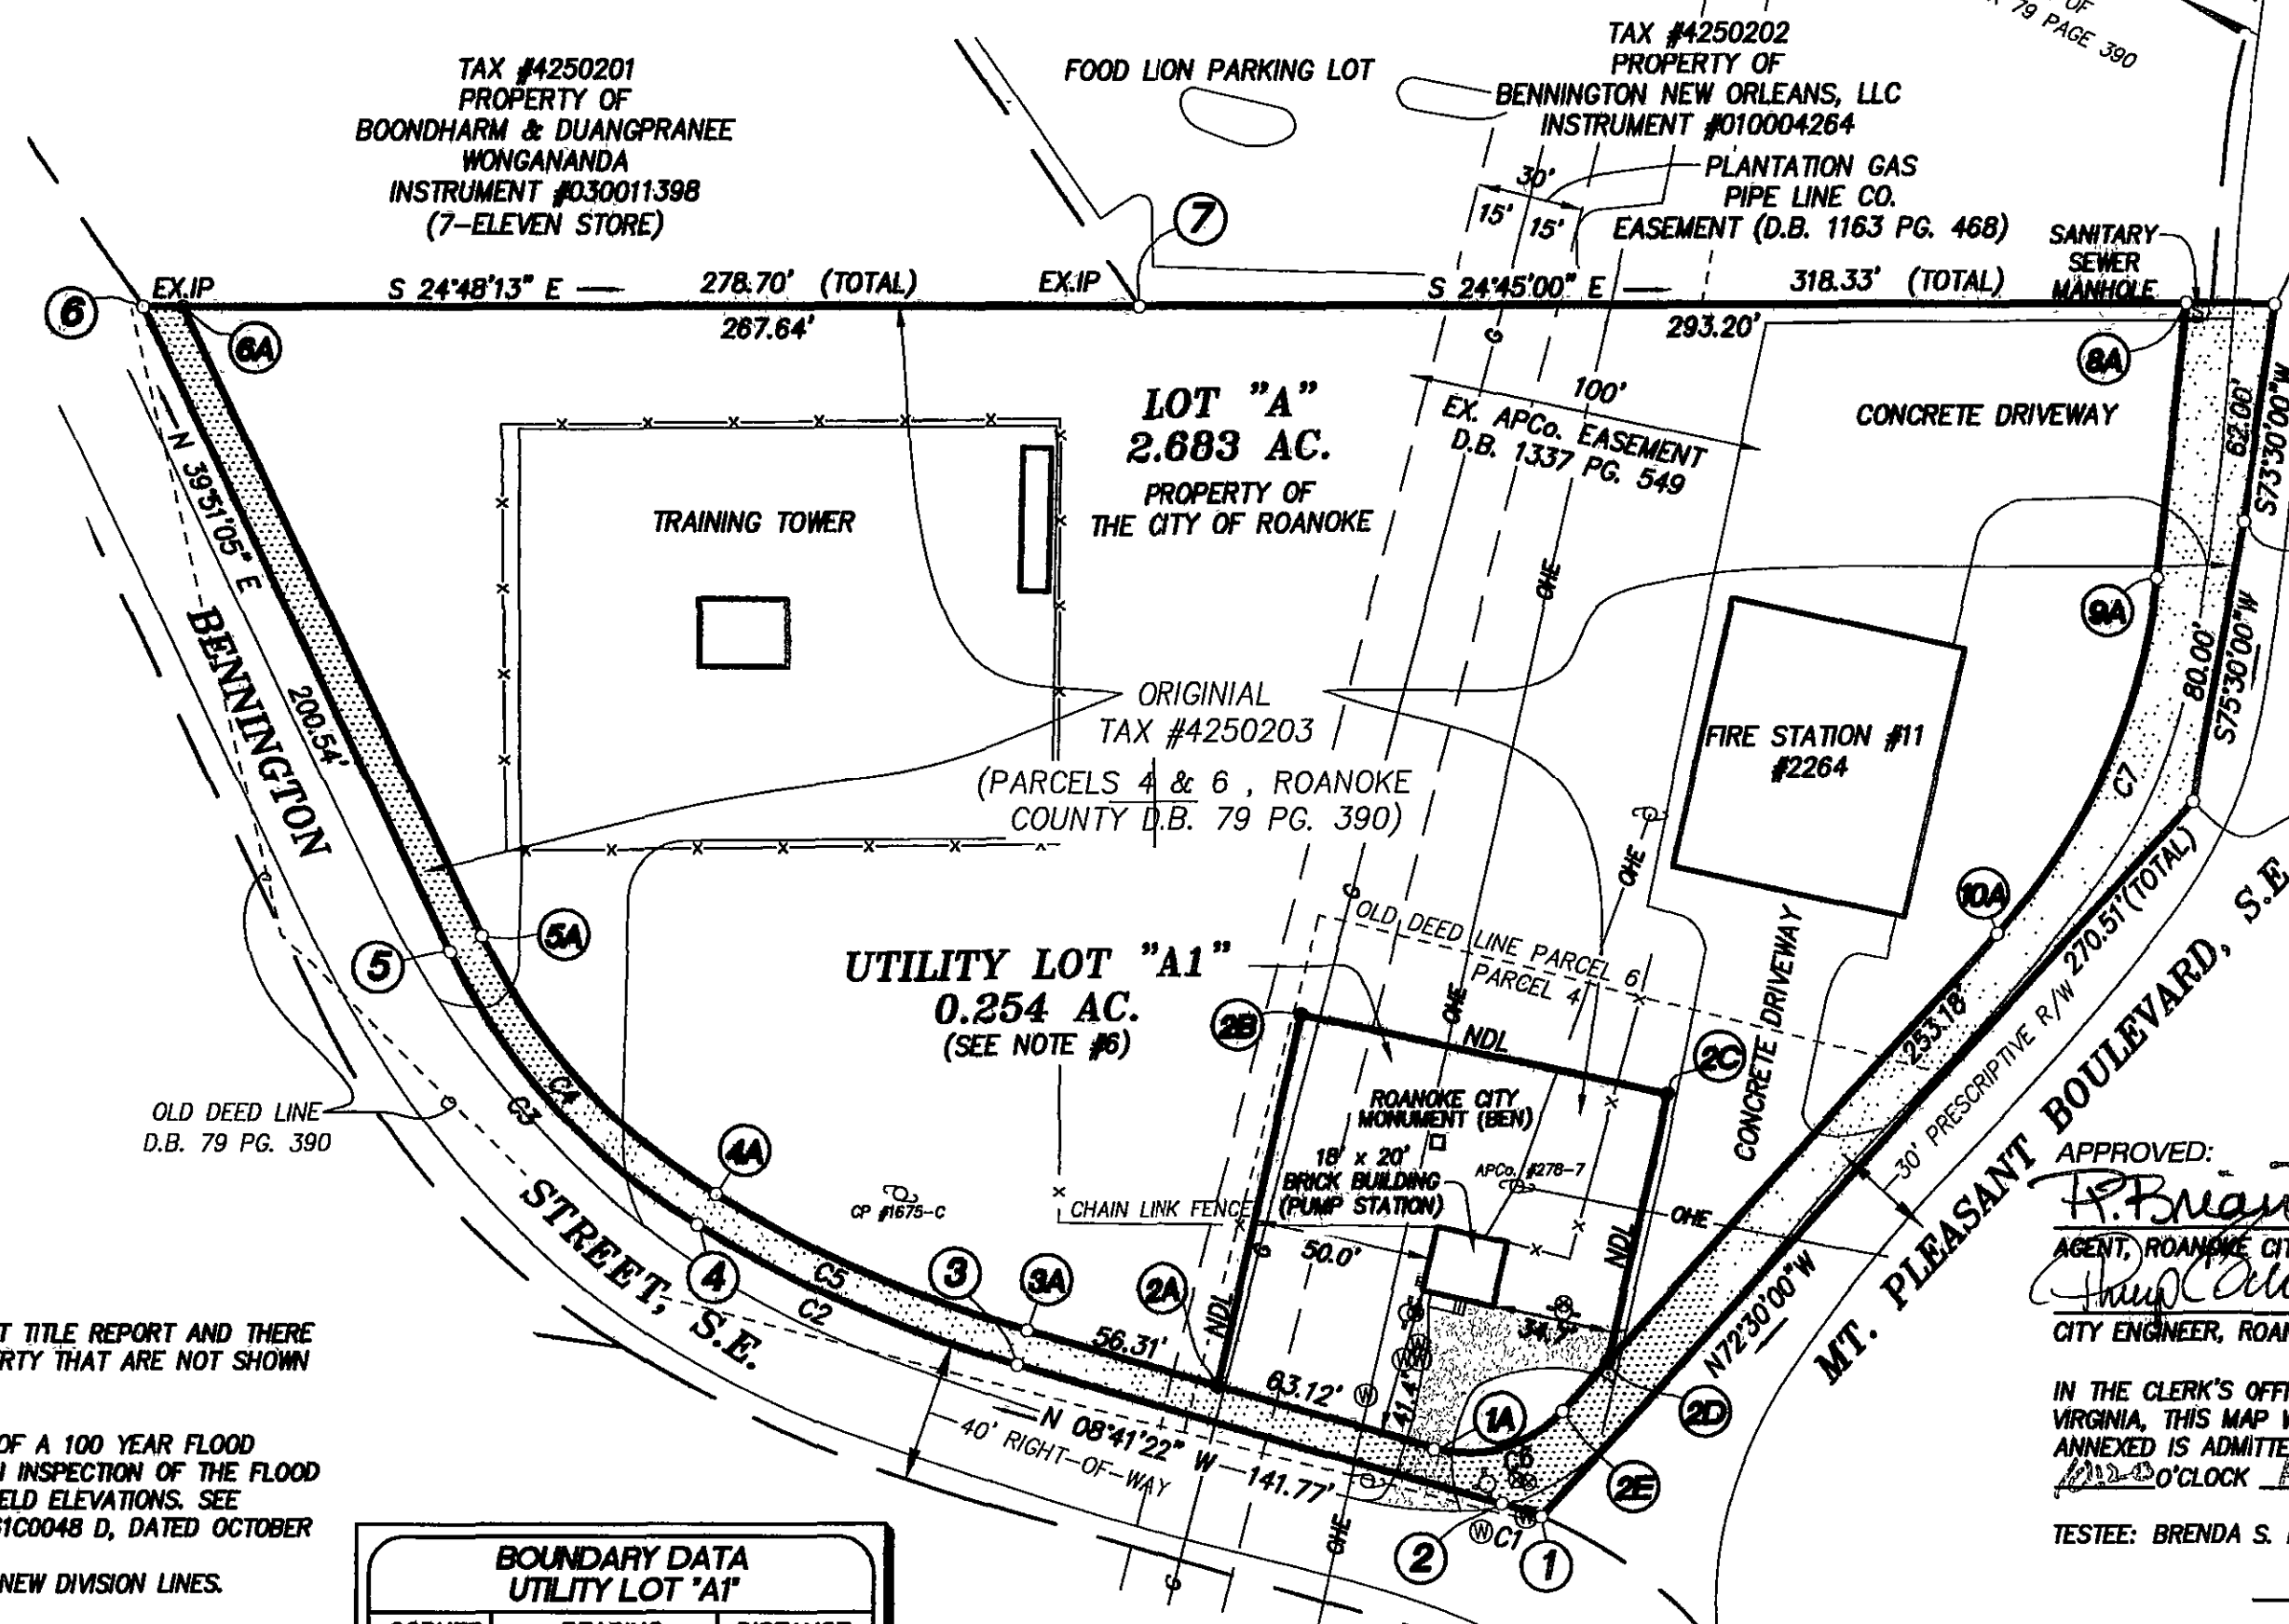 TAX #4250201
PROPERTY OF
BOONDHARM & DUANGPRANEE
WONGANANDA
INSTRUMENT #030011398
(7-ELEVEN STORE)
FOOD LION PARKING LOT
TAX #4250202
PROPERTY OF
BENNINGTON NEW ORLEANS, LLC
INSTRUMENT #010004264
OF
79 PAGE 390
PLANTATION GAS
PIPE LINE CO.
EASEMENT (D.B. 1163 PG. 468)
30'
15' 15'
SANITARY
SEWER
MANHOLE
7
6
EX.IP
S 24°48'13" E
278.70' (TOTAL)
EX.IP
S 24°45'00" E
318.33' (TOTAL)
267.64'
293.20'
6A
8A
S
LOT "A"
2.683 AC.
PROPERTY OF
THE CITY OF ROANOKE
G
100'
EX. APCo. EASEMENT
D.B. 1337 PG. 549
CONCRETE DRIVEWAY
62.00'
S73°30'00"W
N 39°51'05" E
200.54'
TRAINING TOWER
OHE
9A
80.00'
S75°30'00"W
BENNINGTON
ORIGINIAL
TAX #4250203
(PARCELS 4 & 6 , ROANOKE
COUNTY D.B. 79 PG. 390)
FIRE STATION #11
#2264
C7
OHE
G
10A
270.51'(TOTAL)
S.E
5
5A
UTILITY LOT "A1"
0.254 AC.
(SEE NOTE #6)
OLD DEED LINE PARCEL 6
PARCEL 4
OHE
CONCRETE DRIVEWAY
253.18'
30' PRESCRIPTIVE R/W
2B
NDL
2C
OLD DEED LINE
D.B. 79 PG. 390
C3
C4
4A
CP #1675-C
CHAIN LINK FENCE
ROANOKE CITY
MONUMENT (BEN)
18' x 20'
BRICK BUILDING
(PUMP STATION)
APCo. #278-7
OHE
NDL
50.0'
G
MT. PLEASANT BOULEVARD,
N72°30'00"W
STREET, S.E.
4
C5
C2
3
3A
2A
NDL
56.31'
63.12'
W
41.4'
34.5'
1A
2D
2E
C6
N 08°41'22" W
141.77'
40' RIGHT-OF-WAY
OHE
G
2
W
C1
1
APPROVED:
AGENT, ROANOKE CIT
CITY ENGINEER, ROAN
IN THE CLERK'S OFFI
VIRGINIA, THIS MAP W
ANNEXED IS ADMITTE
O'CLOCK
TESTEE: BRENDA S.
T TITLE REPORT AND THERE
RTY THAT ARE NOT SHOWN
OF A 100 YEAR FLOOD
INSPECTION OF THE FLOOD
ELD ELEVATIONS. SEE
61C0048 D, DATED OCTOBER
NEW DIVISION LINES.
BOUNDARY DATA
UTILITY LOT "A1"